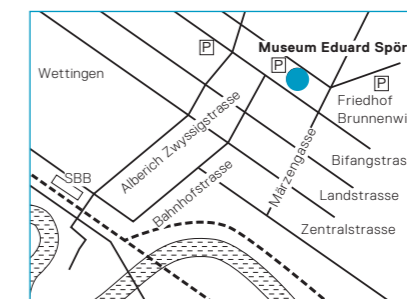 P
Museum Eduard Spör
P
Wettingen
P
Friedhof
Brunnenwi
Alberich Zwyssigstrasse
Bifangstras
SBB
Märzengasse
Landstrasse
Bahnhofstrasse
Zentralstrasse